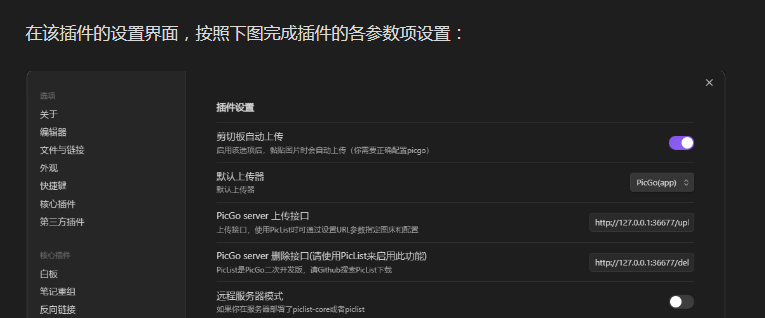 在该插件的设置界面，按照下图完成插件的各参数项设置：
选项
关于
编辑器
文件与链接
外观
快捷键
核心插件
第三方插件
核心插件
白板
笔记重组
反向链接
插件设置
剪切板自动上传
启用该选项后，黏贴图片时会自动上传（你需要正确配置picgo）
默认上传器
默认上传器
PicGo(app)
PicGo server 上传接口
上传接口，使用PicList时可通过设置URL参数指定图床和配置
http://127.0.0.1:36677/upl
PicGo server 删除接口(请使用PicList来启用此功能)
PicList是PicGo二次开发版，请Github搜索PicList下载
http://127.0.0.1:36677/del
远程服务器模式
如果你在服务器部署了piclist-core或者piclist